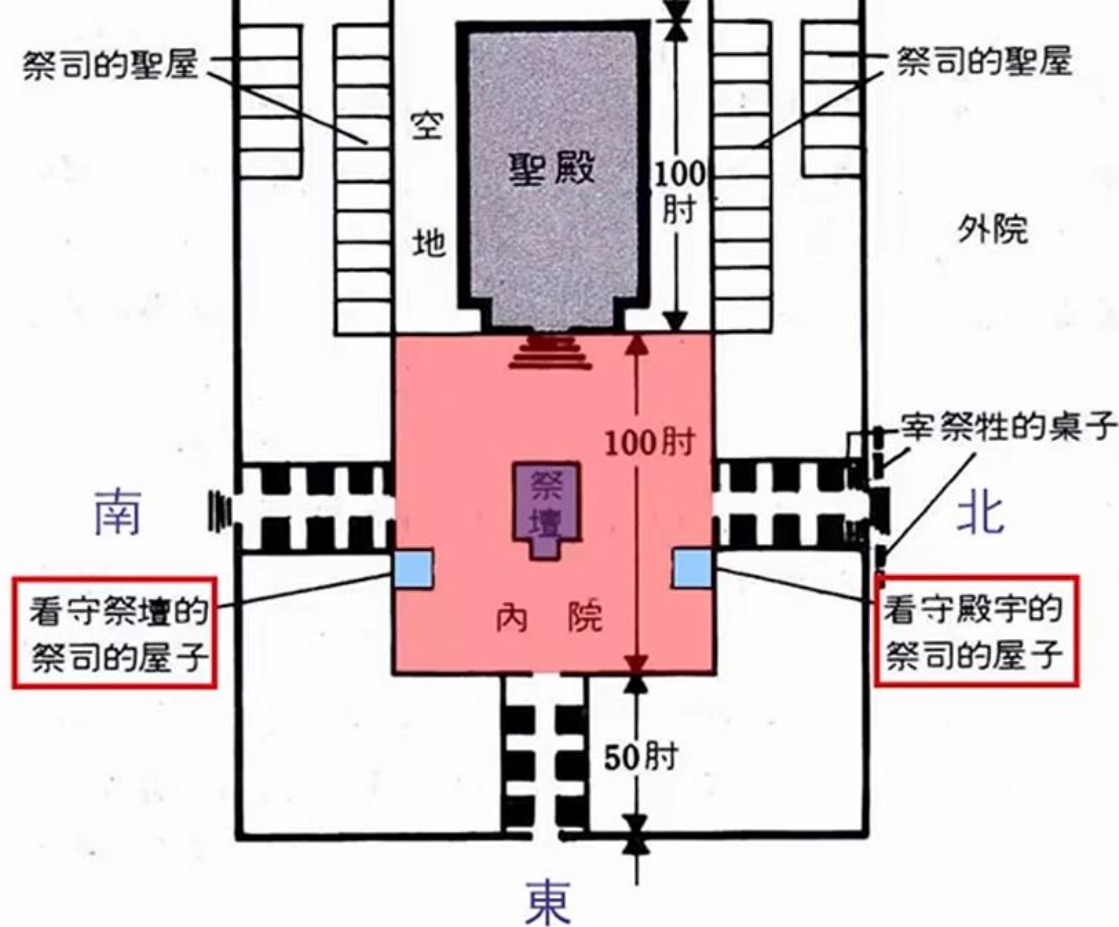 祭司的聖屋
祭司的聖屋
空
地
聖殿
100
肘
外院
100肘
宰祭牲的桌子
祭
壇
南
北
看守祭壇的
祭司的屋子
內院
看守殿宇的
祭司的屋子
50肘
東